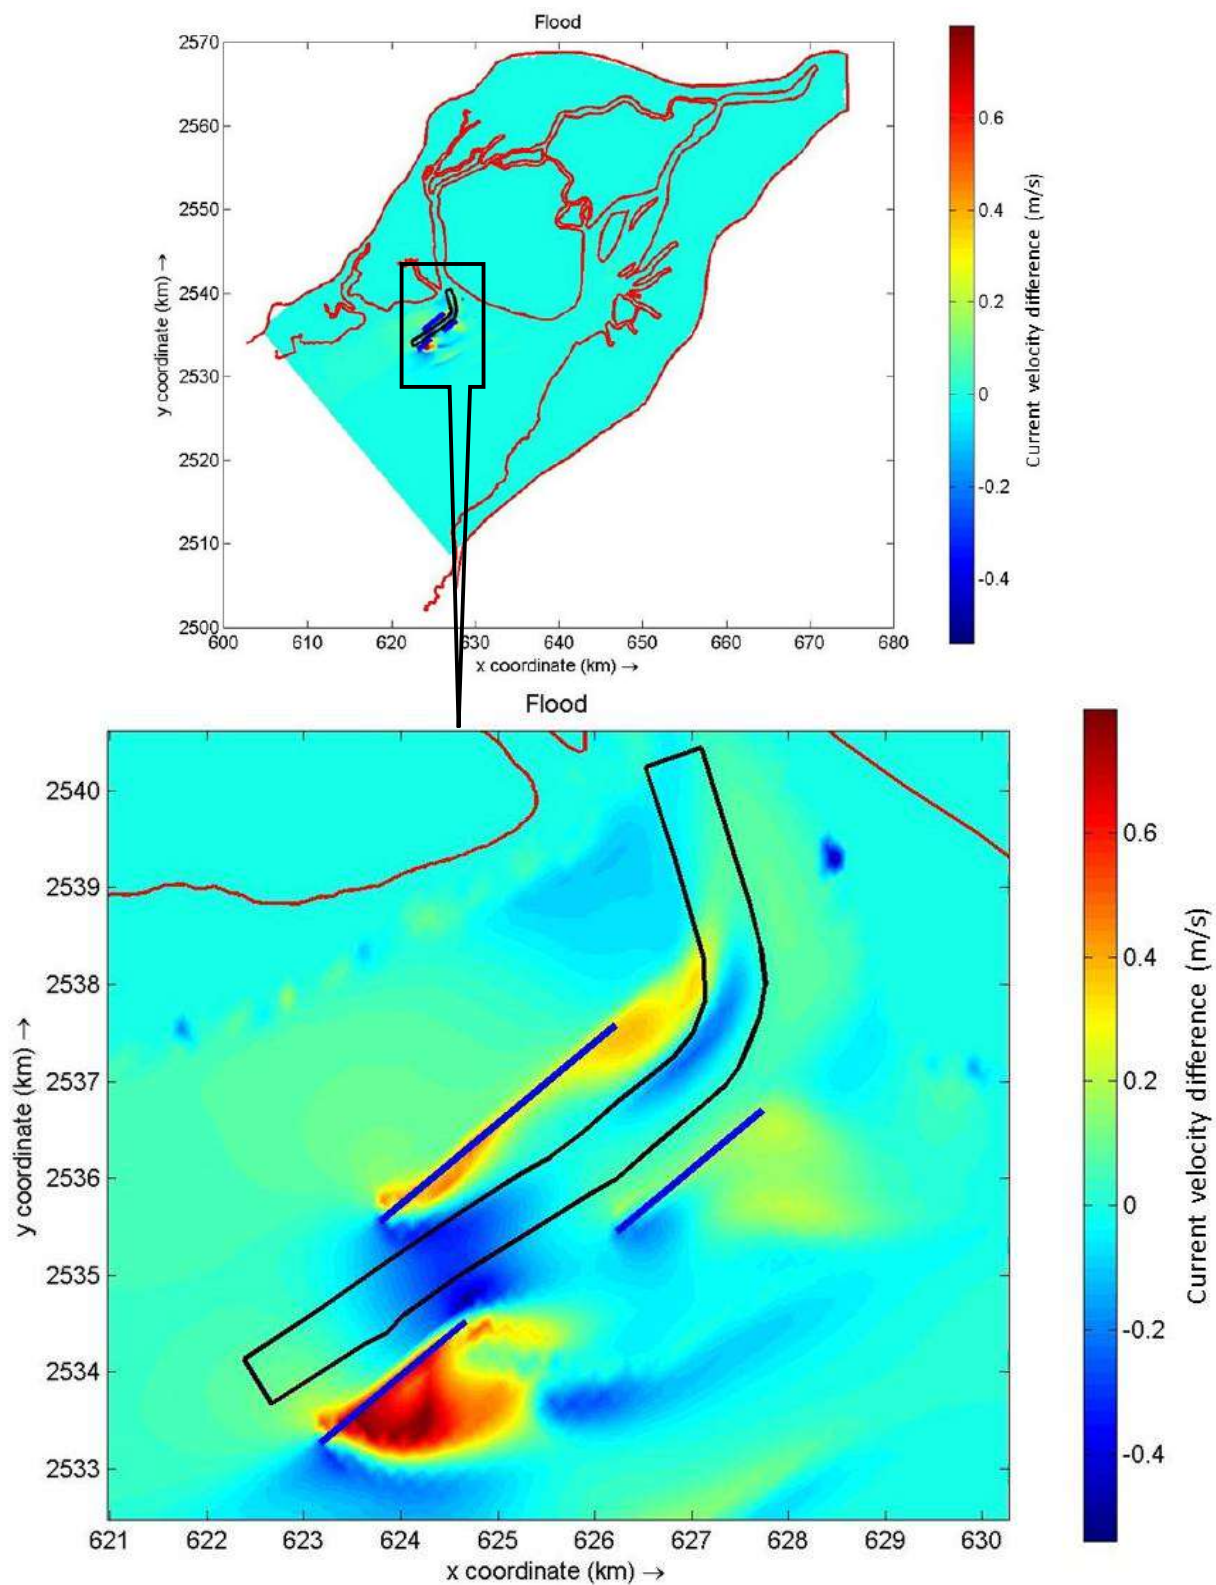 Flood
2570
2560
2550
2540
2530
2520
2510
2500
y coordinate (km) →
600 610 620 630 640 650 660 670 680
x coordinate (km) →
0.6
0.4
0.2
0
-0.2
-0.4
Current velocity difference (m/s)
Flood
2540
2539
2538
2537
2536
2535
2534
2533
y coordinate (km) →
621 622 623 624 625 626 627 628 629 630
x coordinate (km) →
0.6
0.4
0.2
0
-0.2
-0.4
Current velocity difference (m/s)